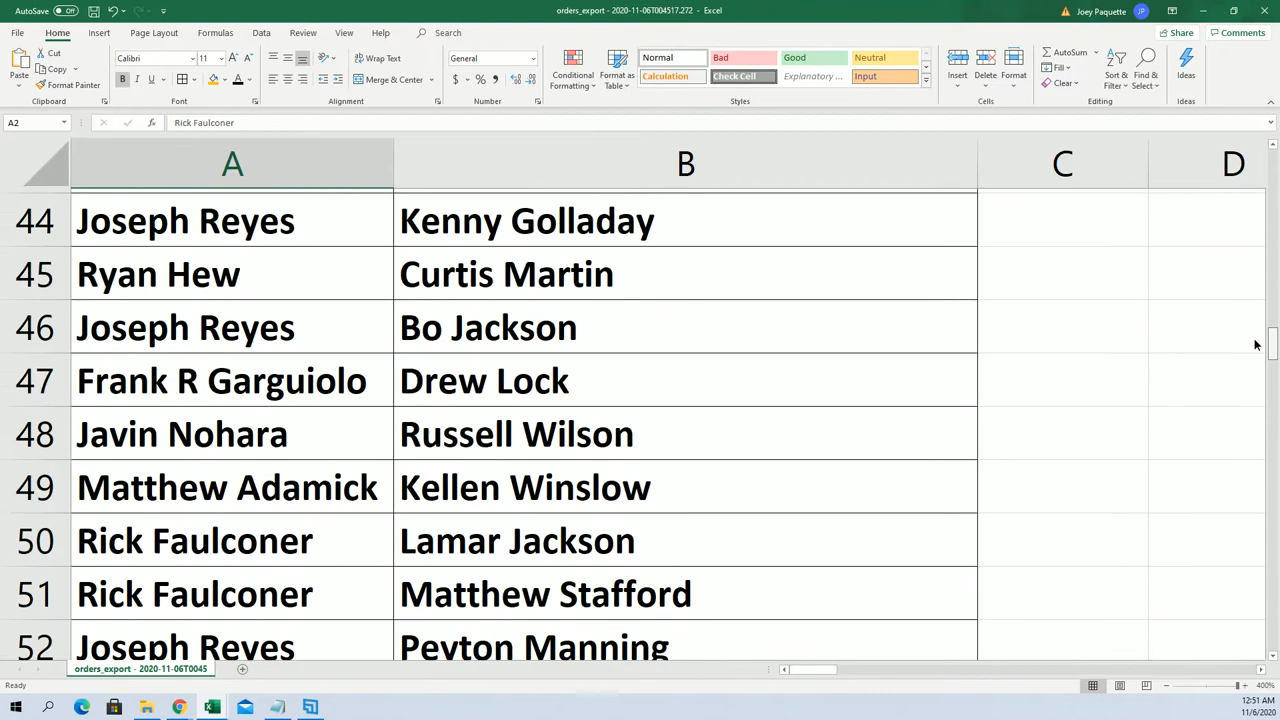 AutoSave Off orders_export - 2020-11-06T004517.272 - Excel Joey Paquette JP
File Home Insert Page Layout Formulas Data Review View Help Search Share Comments
Paste Cut Copy Format Painter Clipboard
Calibri 11 A A B I U A Font
Wrap Text Merge & Center Alignment
General $ % , Number
Conditional Formatting Format as Table
Normal Bad Good Neutral
Calculation Check Cell Explanatory ... Input
Styles
Insert Delete Format Cells
AutoSum Fill Clear Sort & Filter Find & Select Editing
Ideas Ideas
A2 fx Rick Faulconer
A B C D
44 Joseph Reyes Kenny Golladay
45 Ryan Hew Curtis Martin
46 Joseph Reyes Bo Jackson
47 Frank R Garguiolo Drew Lock
48 Javin Nohara Russell Wilson
49 Matthew Adamick Kellen Winslow
50 Rick Faulconer Lamar Jackson
51 Rick Faulconer Matthew Stafford
52 Joseph Reyes Peyton Manning
orders_export - 2020-11-06T0045
Ready 400%
12:51 AM
11/6/2020